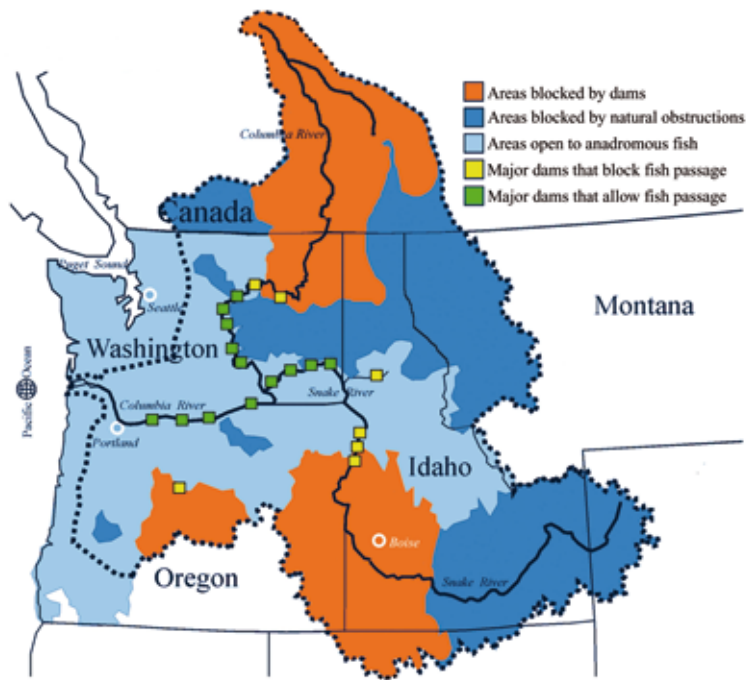 Areas blocked by dams
Areas blocked by natural obstructions
Areas open to anadromous fish
Major dams that block fish passage
Major dams that allow fish passage
Columbia River
Canada
Puget Sound
Seattle
Montana
Washington
Pacific Ocean
Columbia River
Snake River
Portland
Idaho
Boise
Oregon
Snake River